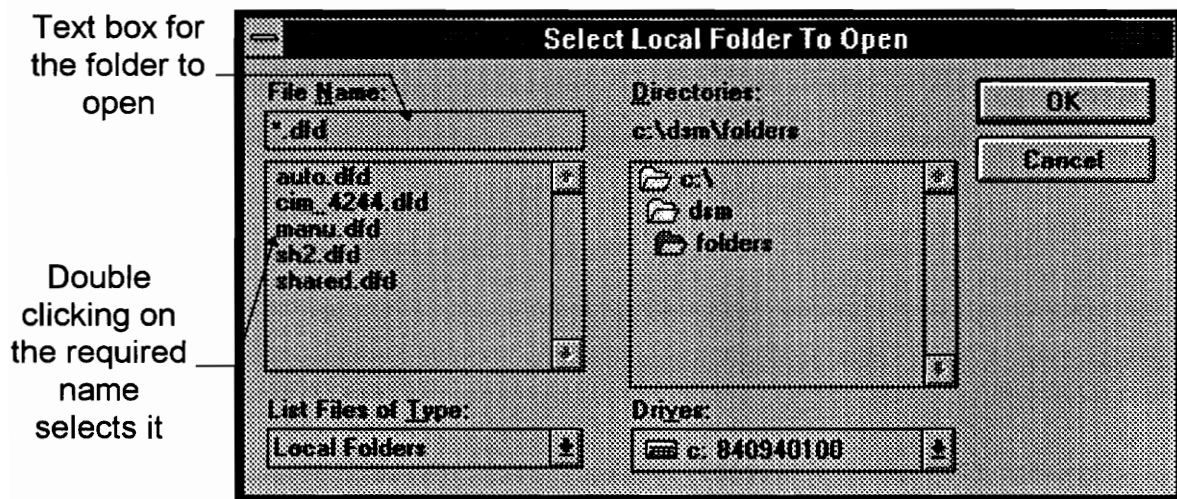 Text box for
the folder to
open
Double
clicking on
the required
name
selects it
Select Local Folder To Open
File Name:
*.dfd
auto.dfd
cim_4244.dfd
manu.dfd
sh2.dfd
shared.dfd
List Files of Type:
Local Folders
Directories:
c:\dsm\folders
c:\
dsm
folders
Drives:
c: 840940100
OK
Cancel